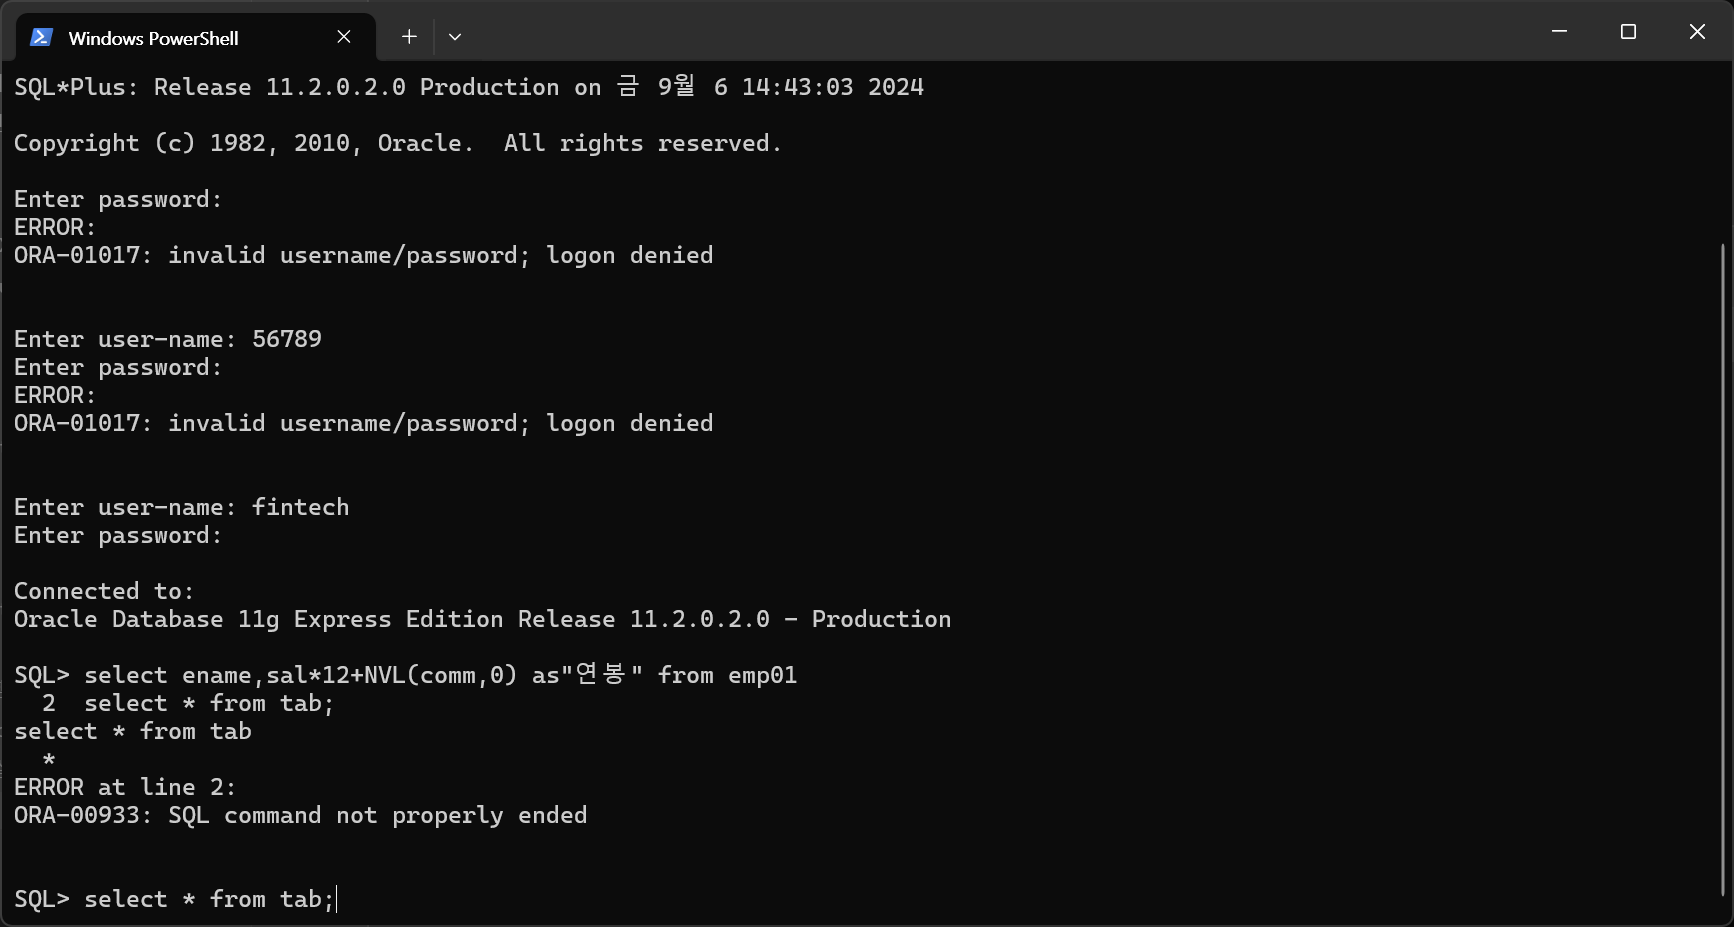 Windows PowerShell
SQL*Plus: Release 11.2.0.2.0 Production on 금 9월 6 14:43:03 2024
Copyright (c) 1982, 2010, Oracle.  All rights reserved.
Enter password:
ERROR:
ORA-01017: invalid username/password; logon denied
Enter user-name: 56789
Enter password:
ERROR:
ORA-01017: invalid username/password; logon denied
Enter user-name: fintech
Enter password:
Connected to:
Oracle Database 11g Express Edition Release 11.2.0.2.0 - Production
SQL> select ename,sal*12+NVL(comm,0) as"연봉" from emp01
  2  select * from tab;
select * from tab
  *
ERROR at line 2:
ORA-00933: SQL command not properly ended
SQL> select * from tab;